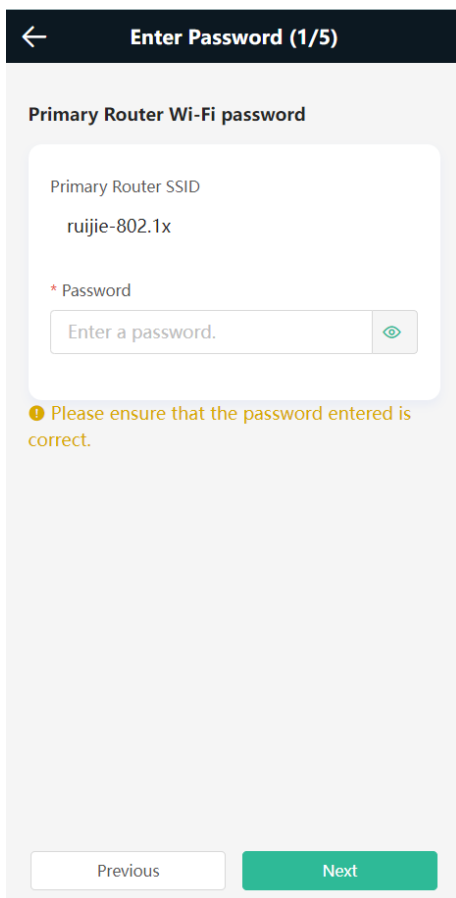 Enter Password (1/5)
Primary Router Wi-Fi password
Primary Router SSID
ruijie-802.1x
* Password
Enter a password.
Please ensure that the password entered is
correct.
Previous
Next